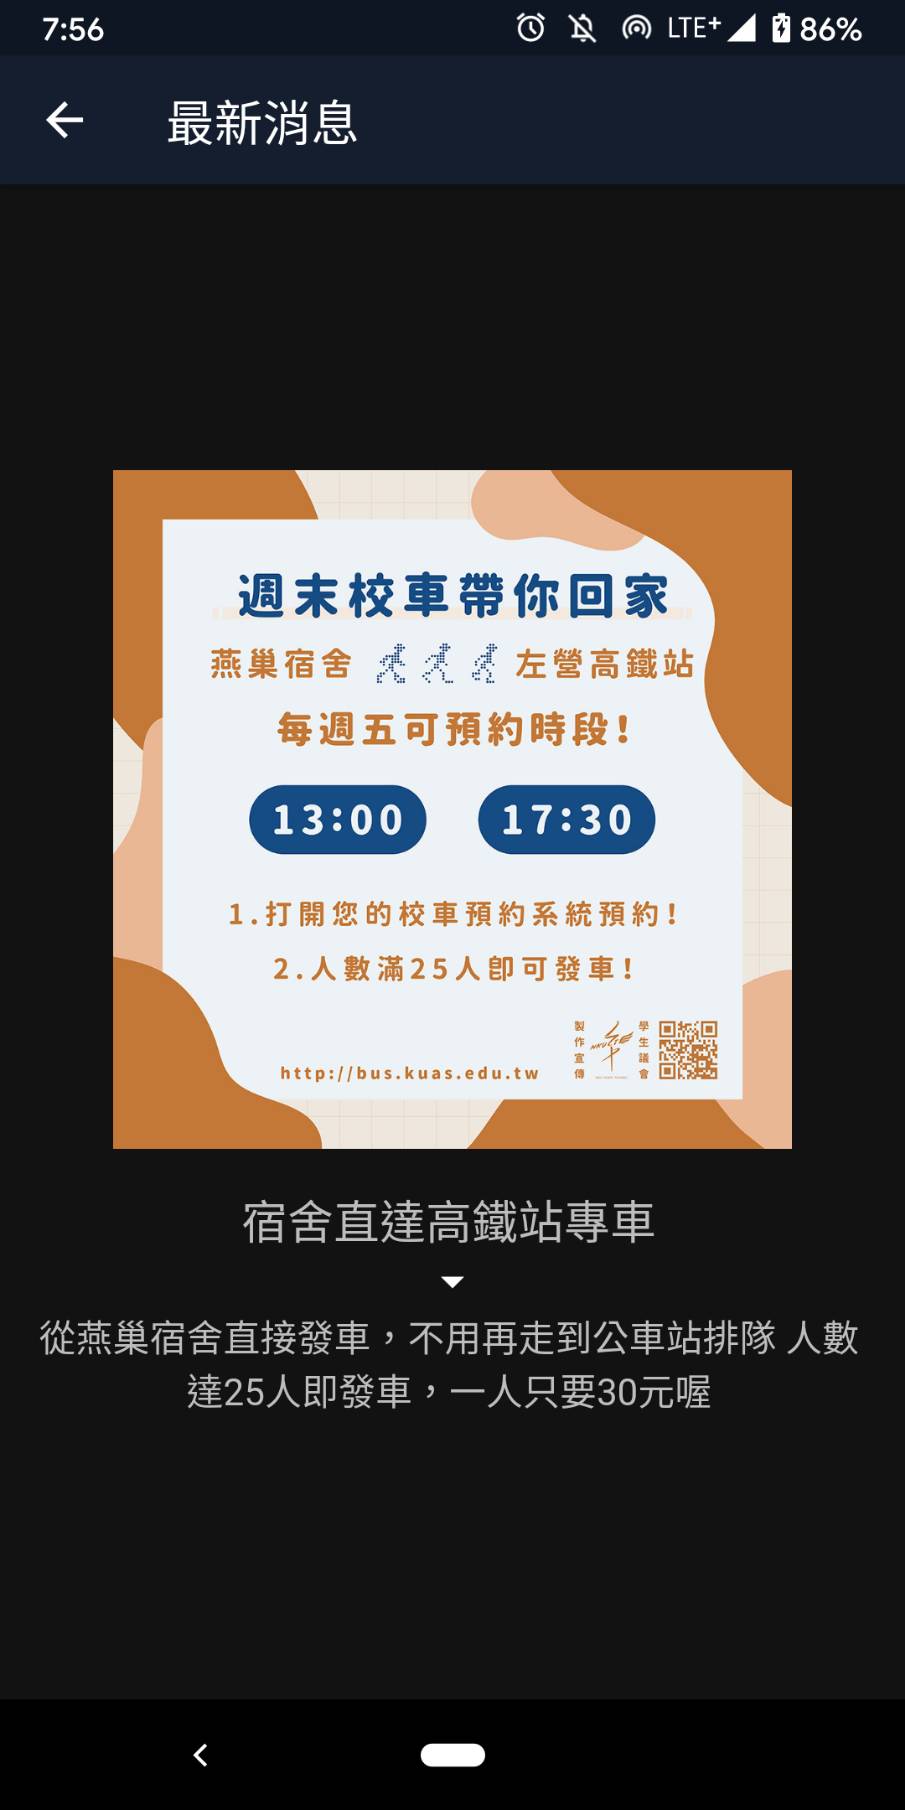 7:56
LTE+
86%
最新消息
週末校車帶你回家
燕巢宿舍 左營高鐵站
每週五可預約時段!
13:00 17:30
1.打開您的校車預約系統預約!
2.人數滿25人即可發車!
http://bus.kuas.edu.tw
製作宣傳
NKUST
學生議會
宿舍直達高鐵站專車
從燕巢宿舍直接發車，不用再走到公車站排隊 人數
達25人即發車，一人只要30元喔